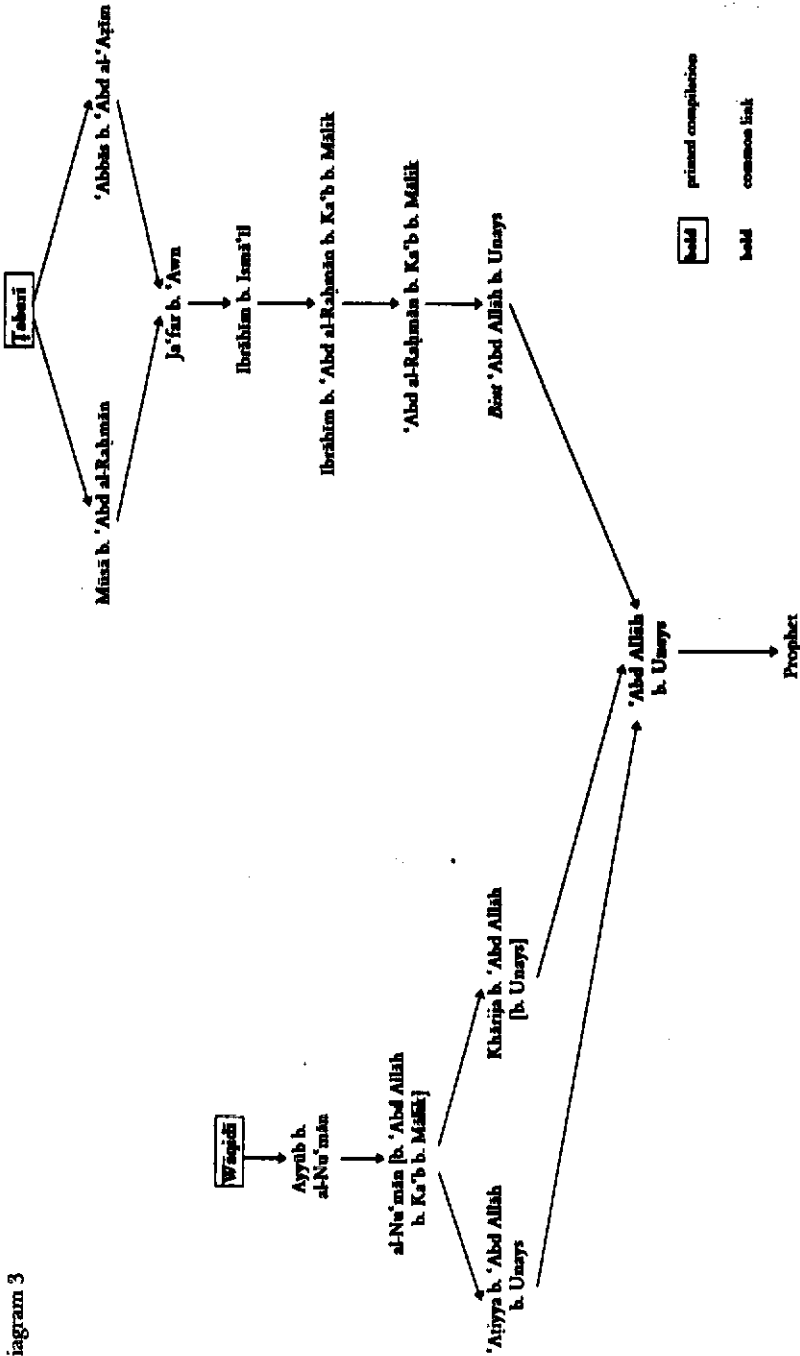 iagram 3
Ṭabarī
Mūsā b. ʿAbd al-Raḥmān
ʿAbbās b. ʿAbd al-ʿAẓīm
Jaʿfar b. ʿAwn
Ibrāhīm b. Ismāʿīl
Ibrāhīm b. ʿAbd al-Raḥmān b. Kaʿb b. Mālik
ʿAbd al-Raḥmān b. Kaʿb b. Mālik
Bint ʿAbd Allāh b. Unays
Wāqidī
Ayyūb b.
al-Nuʿmān
al-Nuʿmān [b. ʿAbd Allāh
b. Kaʿb b. Mālik]
ʿAṭiyya b. ʿAbd Allāh
b. Unays
Khārija b. ʿAbd Allāh
[b. Unays]
ʿAbd Allāh
b. Unays
Prophet
bold printed compilation
bold common link